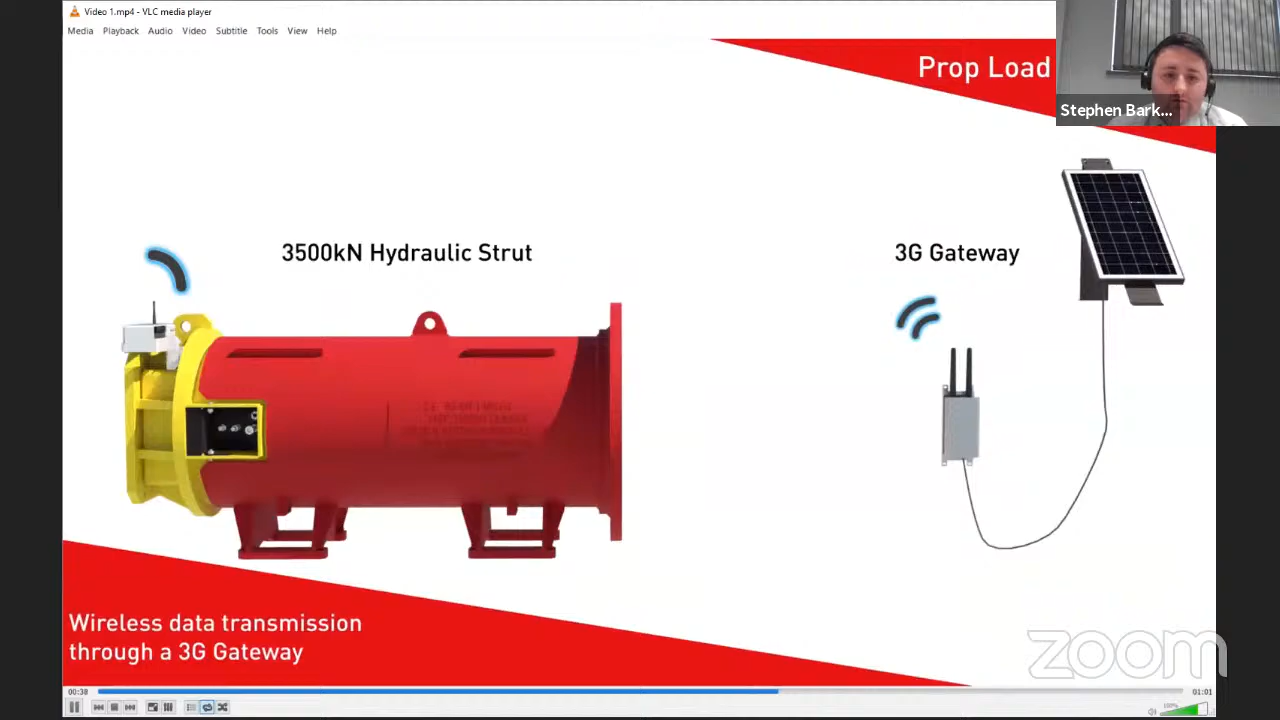 Video 1.mp4 - VLC media player
Media Playback Audio Video Subtitle Tools View Help
Prop Load
Stephen Bark...
3500kN Hydraulic Strut
3G Gateway
Wireless data transmission
through a 3G Gateway
zoom
00:38
01:01
100%